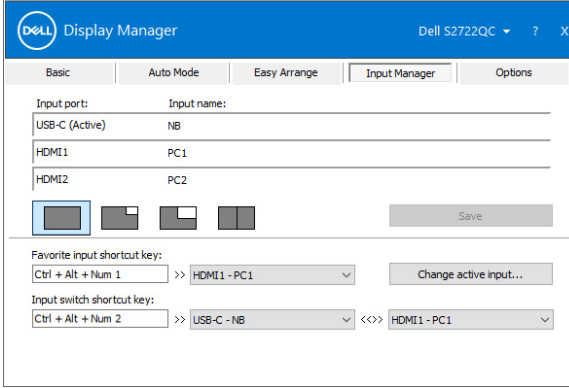 DELL Display Manager Dell S2722QC ? X
Basic Auto Mode Easy Arrange Input Manager Options
Input port: Input name:
USB-C (Active) NB
HDMI1 PC1
HDMI2 PC2
Save
Favorite input shortcut key:
Ctrl + Alt + Num 1 >> HDMI1 - PC1 Change active input...
Input switch shortcut key:
Ctrl + Alt + Num 2 >> USB-C - NB <<>> HDMI1 - PC1